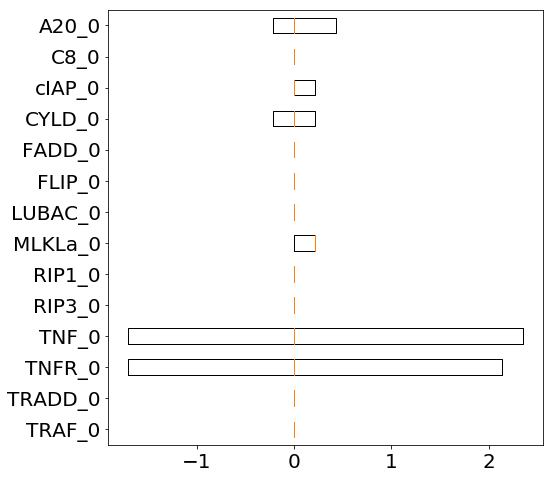 A20_0
C8_0
cIAP_0
CYLD_0
FADD_0
FLIP_0
LUBAC_0
MLKLa_0
RIP1_0
RIP3_0
TNF_0
TNFR_0
TRADD_0
TRAF_0
−1 0 1 2